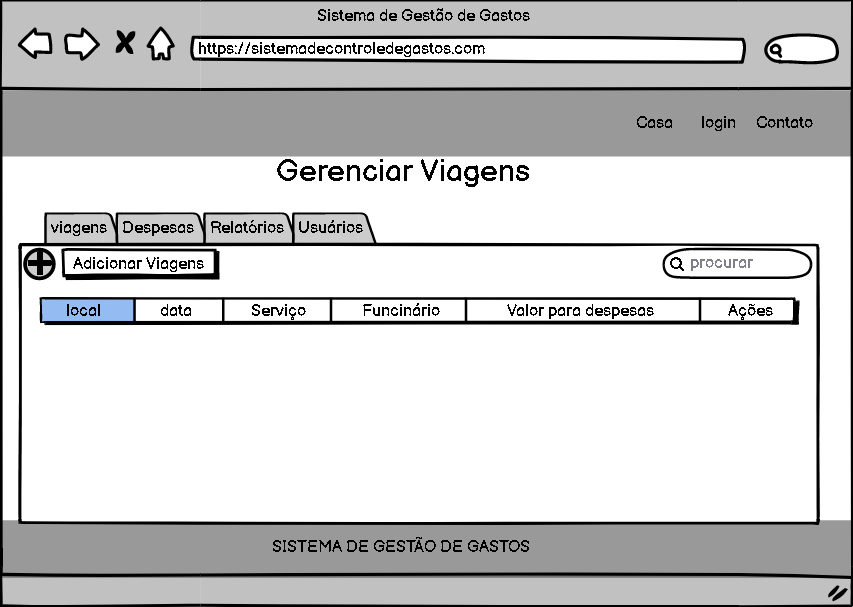 Sistema de Gestão de Gastos
https://sistemadecontroledegastos.com
Casa login Contato
Gerenciar Viagens
viagens Despesas Relatórios Usuários
Adicionar Viagens procurar
local data Serviço Funcinário Valor para despesas Ações
SISTEMA DE GESTÃO DE GASTOS